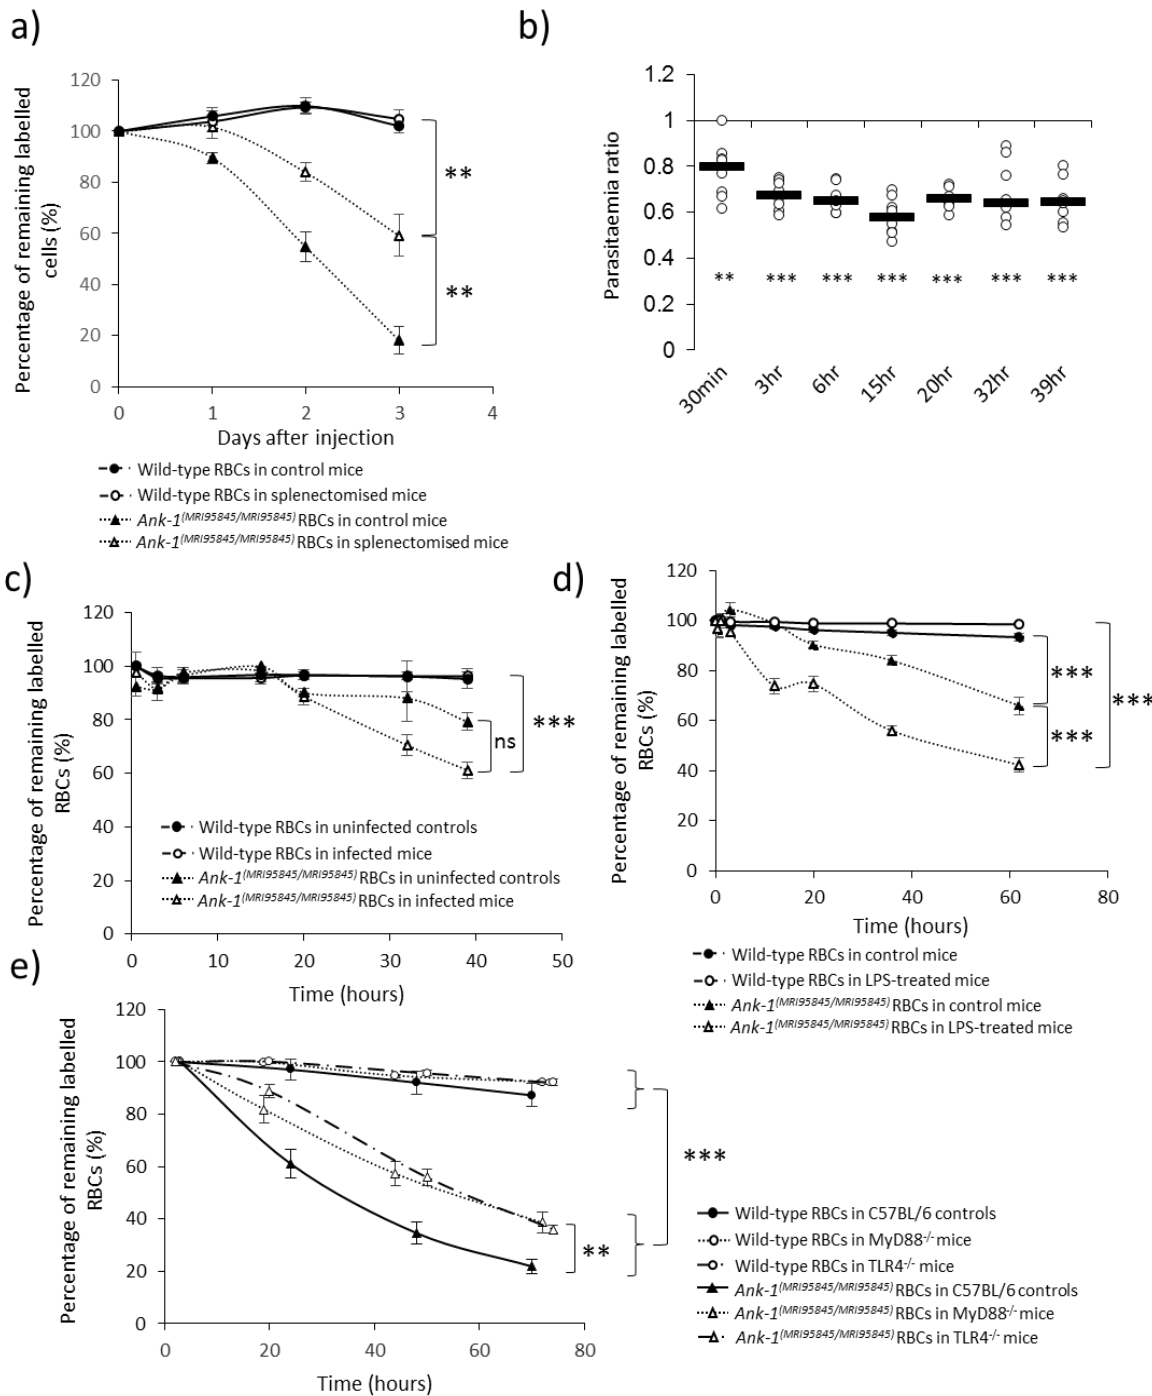 a)
Percentage of remaining labelled
cells (%)
120
100
80
60
40
20
0
0 1 2 3 4
Days after injection
**
**
Wild-type RBCs in control mice
Wild-type RBCs in splenectomised mice
Ank-1(MRI95845/MRI95845) RBCs in control mice
Ank-1(MRI95845/MRI95845) RBCs in splenectomised mice
b)
Parasitaemia ratio
1.2
1
0.8
0.6
0.4
0.2
0
** *** *** *** *** *** ***
30min 3hr 6hr 15hr 20hr 32hr 39hr
c)
Percentage of remaining labelled
RBCs (%)
120
100
80
60
40
20
0
ns
***
Wild-type RBCs in uninfected controls
Wild-type RBCs in infected mice
Ank-1(MRI95845/MRI95845) RBCs in uninfected controls
Ank-1(MRI95845/MRI95845) RBCs in infected mice
0 10 20 30 40 50
Time (hours)
d)
Percentage of remaining labelled
RBCs (%)
120
100
80
60
40
20
0
***
***
***
0 20 40 60 80
Time (hours)
Wild-type RBCs in control mice
Wild-type RBCs in LPS-treated mice
Ank-1(MRI95845/MRI95845) RBCs in control mice
Ank-1(MRI95845/MRI95845) RBCs in LPS-treated mice
e)
Percentage of remaining labelled
RBCs (%)
120
100
80
60
40
20
0
**
***
0 20 40 60 80
Time (hours)
Wild-type RBCs in C57BL/6 controls
Wild-type RBCs in MyD88-/- mice
Wild-type RBCs in TLR4-/- mice
Ank-1(MRI95845/MRI95845) RBCs in C57BL/6 controls
Ank-1(MRI95845/MRI95845) RBCs in MyD88-/- mice
Ank-1(MRI95845/MRI95845) RBCs in TLR4-/- mice